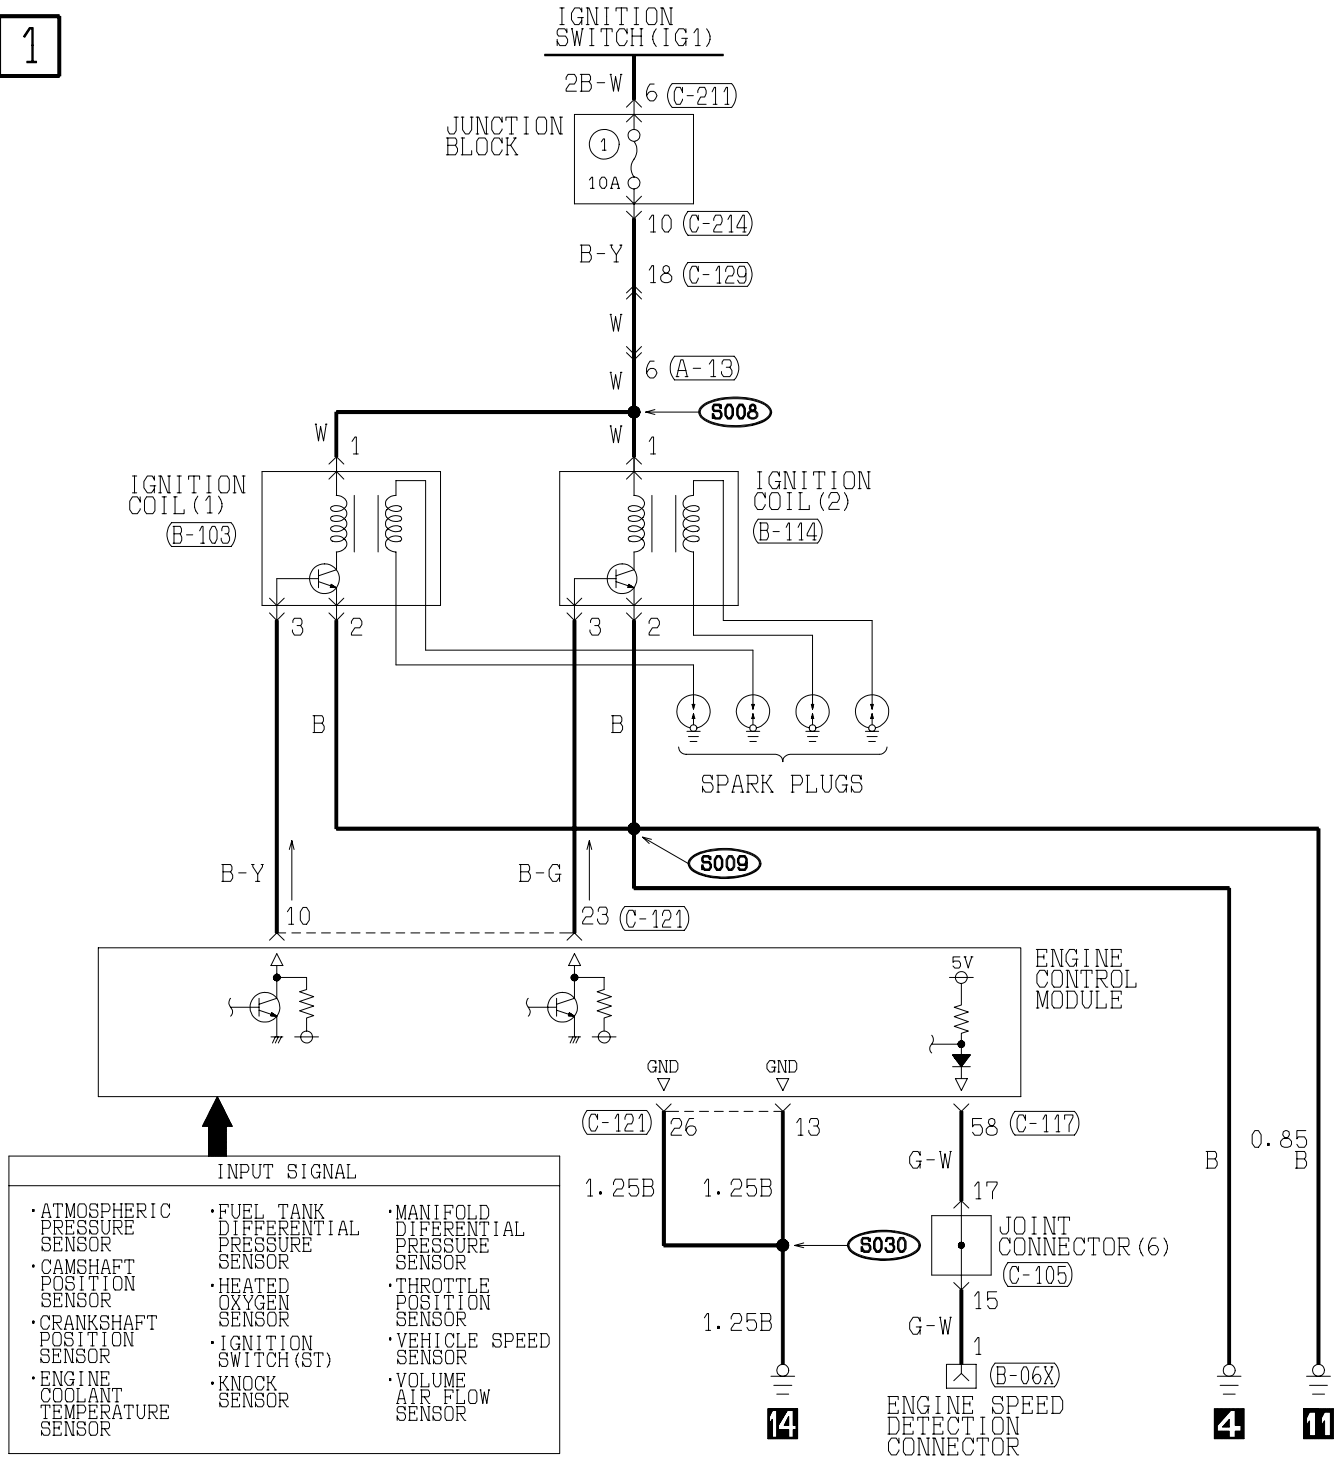 1
IGNITION
SWITCH(IG1)
2B-W
6 (C-211)
JUNCTION
BLOCK
1
10A
10 (C-214)
B-Y
18 (C-129)
W
6 (A-13)
W
S008
W
1
W
1
IGNITION
COIL(1)
(B-103)
IGNITION
COIL(2)
(B-114)
3
2
3
2
B
B
SPARK PLUGS
S009
B-Y
B-G
10
23 (C-121)
ENGINE
CONTROL
MODULE
5V
GND
GND
(C-121) 26
13
58 (C-117)
0.85
B
B
G-W
1.25B
1.25B
17
JOINT
CONNECTOR(6)
(C-105)
S030
15
1.25B
G-W
1
(B-06X)
ENGINE SPEED
DETECTION
CONNECTOR
14
4
11
INPUT SIGNAL
·ATMOSPHERIC
PRESSURE
SENSOR
·CAMSHAFT
POSITION
SENSOR
·CRANKSHAFT
POSITION
SENSOR
·ENGINE
COOLANT
TEMPERATURE
SENSOR
·FUEL TANK
DIFFERENTIAL
PRESSURE
SENSOR
·HEATED
OXYGEN
SENSOR
·IGNITION
SWITCH(ST)
·KNOCK
SENSOR
·MANIFOLD
DIFERENTIAL
PRESSURE
SENSOR
·THROTTLE
POSITION
SENSOR
·VEHICLE SPEED
SENSOR
·VOLUME
AIR FLOW
SENSOR